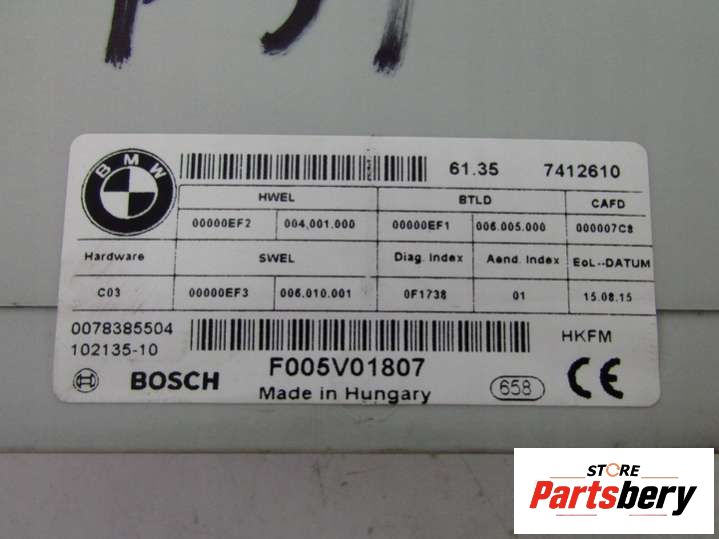 BMW
61.35 7412610
HWEL BTLD CAFD
00000EF2 004.001.000 00000EF1 006.005.000 000007C8
Hardware SWEL Diag. Index Aend. Index EoL--DATUM
C03 00000EF3 006.010.001 0F1738 01 15.08.15
0078385504
102135-10
HKFM
BOSCH
F005V01807
Made in Hungary
658
CE
STORE
Partsbery